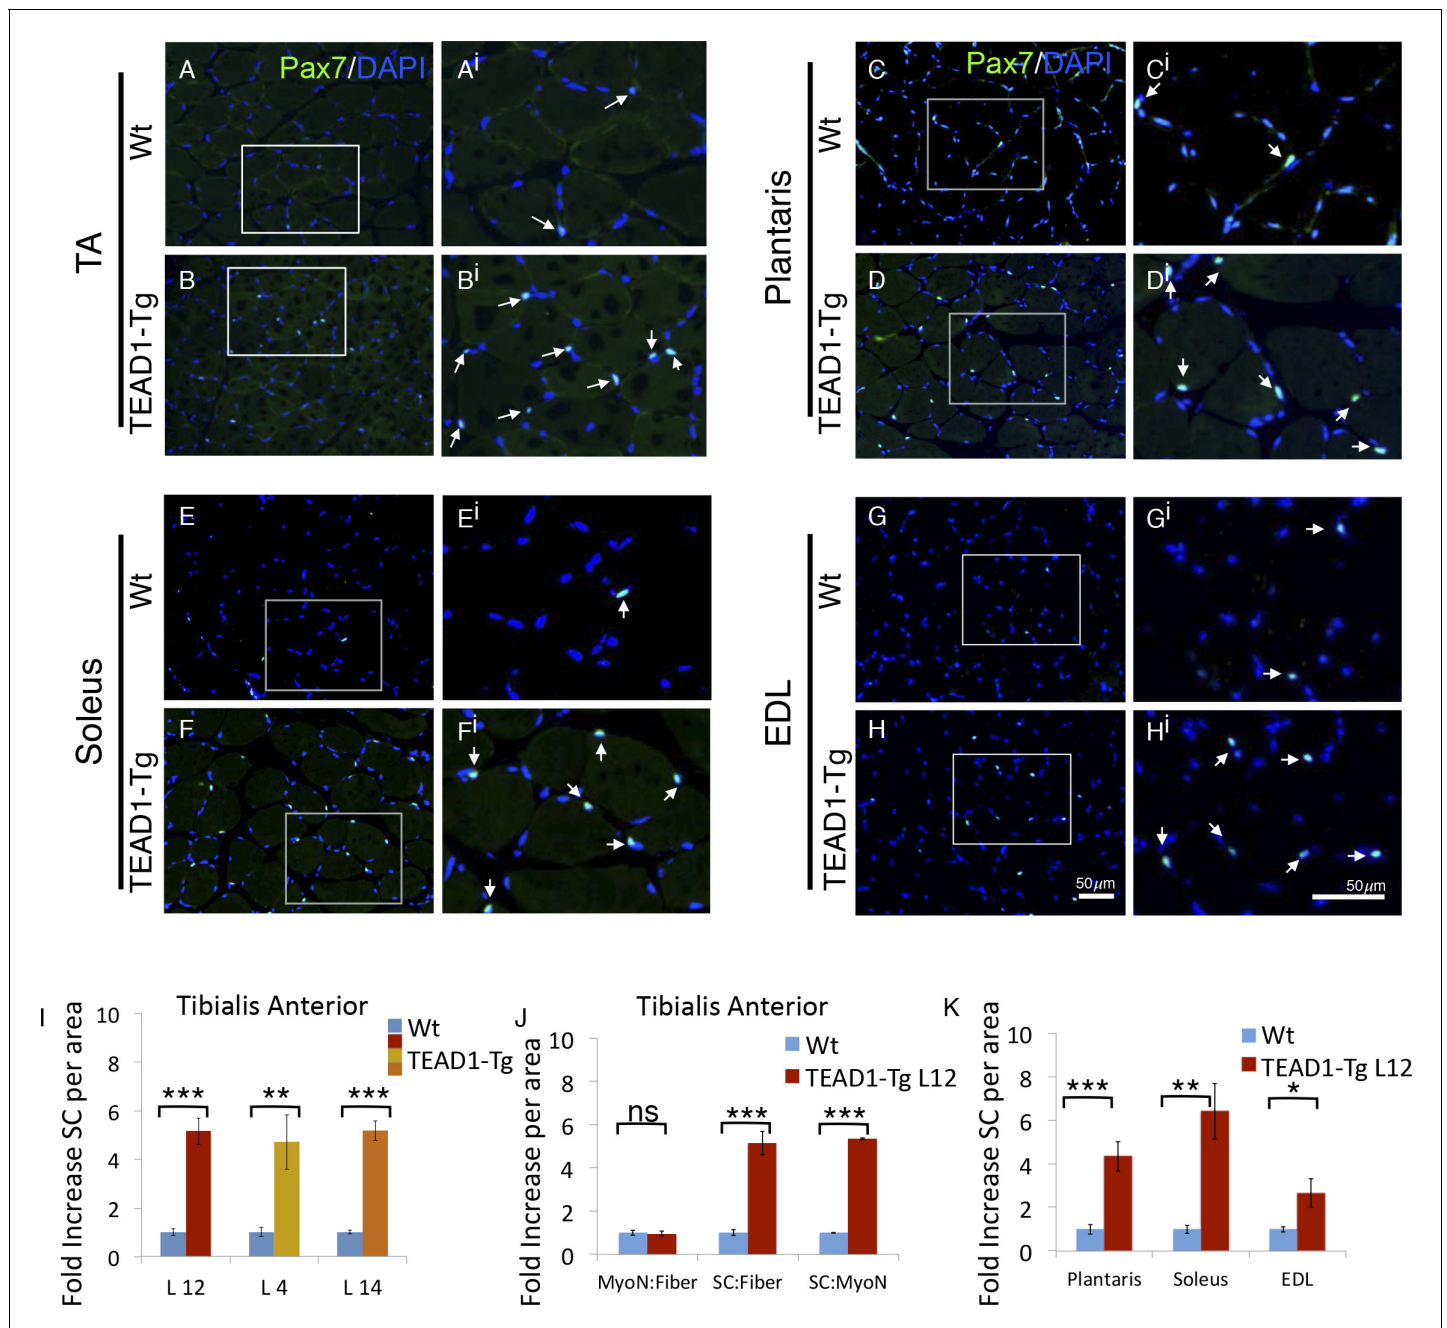 A
Pax7/DAPI
Ai
C
Pax7/DAPI
Ci
Wt
Wt
TA
Plantaris
B
Bi
D
Di
TEAD1-Tg
TEAD1-Tg
E
Ei
G
Gi
Wt
Wt
Soleus
EDL
F
Fi
H
Hi
TEAD1-Tg
TEAD1-Tg
50µm
50µm
I
Tibialis Anterior
Fold Increase SC per area
10
8
6
4
2
0
Wt
TEAD1-Tg
***
**
***
L 12
L 4
L 14
J
Tibialis Anterior
Fold Increase per area
10
8
6
4
2
0
Wt
TEAD1-Tg L12
ns
***
***
MyoN:Fiber
SC:Fiber
SC:MyoN
K
Fold Increase SC per area
10
8
6
4
2
0
Wt
TEAD1-Tg L12
***
**
*
Plantaris
Soleus
EDL